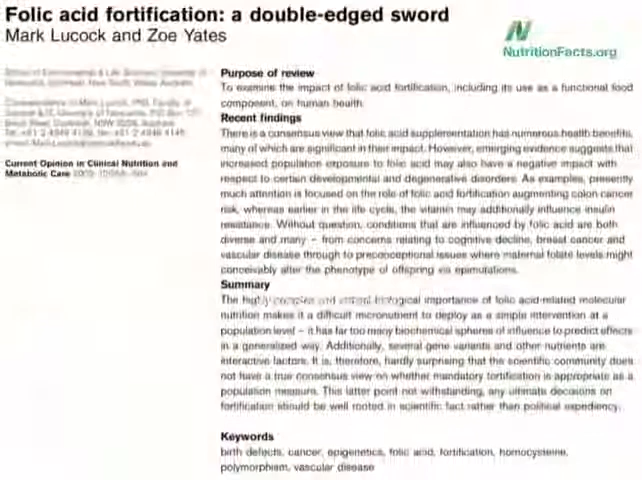 Folic acid fortification: a double-edged sword
Mark Lucock and Zoe Yates
NutritionFacts.org
Current Opinion in Clinical Nutrition and
Metabolic Care
Purpose of review
To examine the impact of folic acid fortification, including its use as a functional food
component, on human health.
Recent findings
There is a consensus view that folic acid supplementation has numerous health benefits,
many of which are significant in their impact. However, emerging evidence suggests that
increased population exposure to folic acid may also have a negative impact with
respect to certain developmental and degenerative disorders. As examples, presently
much attention is focused on the role of folic acid fortification augmenting colon cancer
risk, whereas earlier in the life cycle, the vitamin may additionally influence insulin
resistance. Without question, conditions that are influenced by folic acid are both
diverse and many – from concerns relating to cognitive decline, breast cancer and
vascular disease through to preconceptional issues where maternal folate levels might
conceivably alter the phenotype of offspring via epimutations.
Summary
The highly complex and critical biological importance of folic acid-related molecular
nutrition makes it a difficult micronutrient to deploy as a simple intervention at a
population level – it has far too many biochemical spheres of influence to predict effects
in a generalized way. Additionally, several gene variants and other nutrients are
interactive factors. It is, therefore, hardly surprising that the scientific community does
not have a true consensus view on whether mandatory fortification is appropriate as a
population measure. This latter point not withstanding, any ultimate decisions on
fortification should be well rooted in scientific fact rather than political expediency.
Keywords
birth defects, cancer, epigenetics, folic acid, fortification, homocysteine,
polymorphism, vascular disease